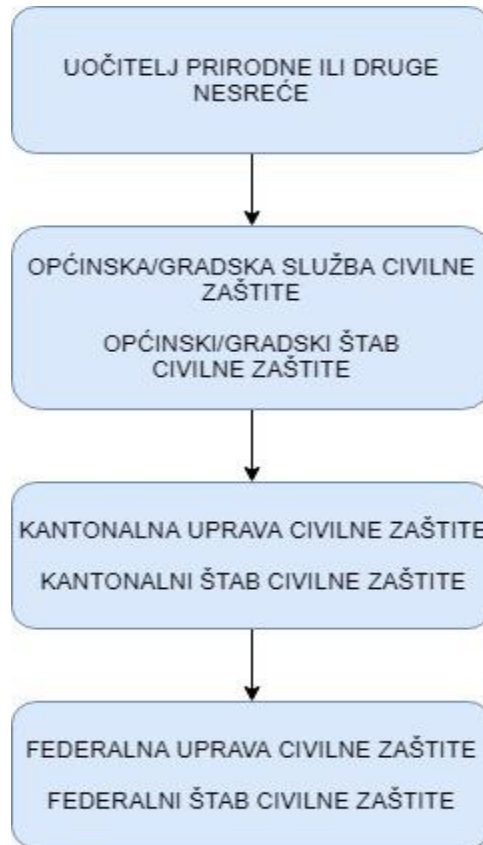 UOČITELJ PRIRODNE ILI DRUGE
NESREĆE
OPĆINSKA/GRADSKA SLUŽBA CIVILNE
ZAŠTITE
OPĆINSKI/GRADSKI ŠTAB
CIVILNE ZAŠTITE
KANTONALNA UPRAVA CIVILNE ZAŠTITE
KANTONALNI ŠTAB CIVILNE ZAŠTITE
FEDERALNA UPRAVA CIVILNE ZAŠTITE
FEDERALNI ŠTAB CIVILNE ZAŠTITE